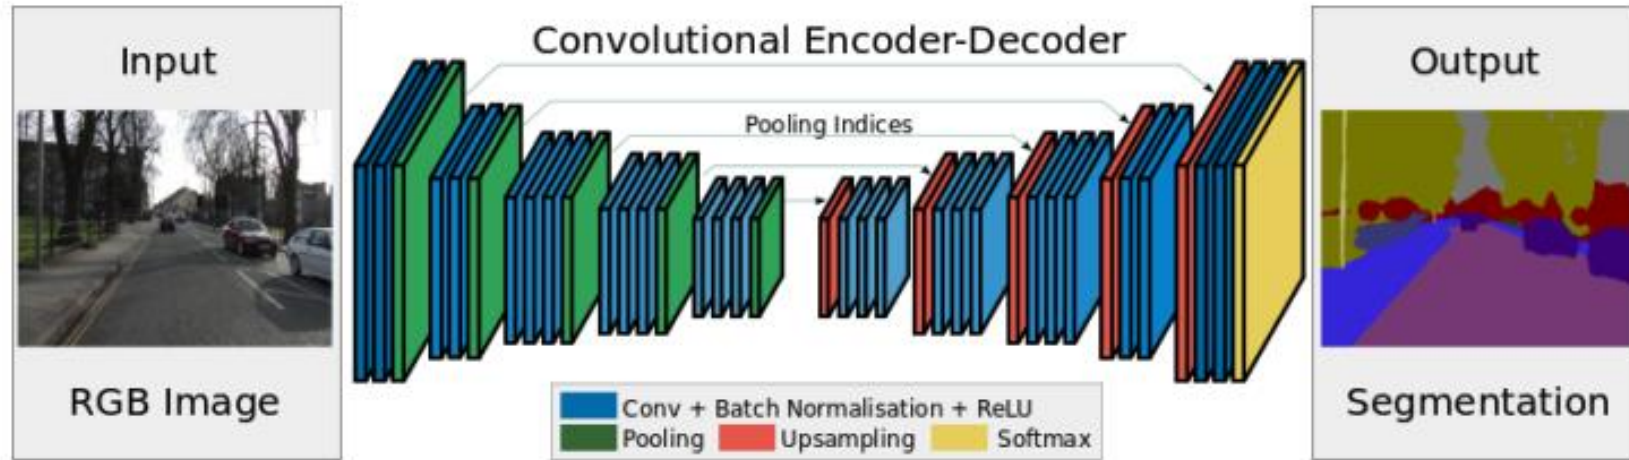 Input
RGB Image
Convolutional Encoder-Decoder
Pooling Indices
Conv + Batch Normalisation + ReLU
Pooling Upsampling Softmax
Output
Segmentation